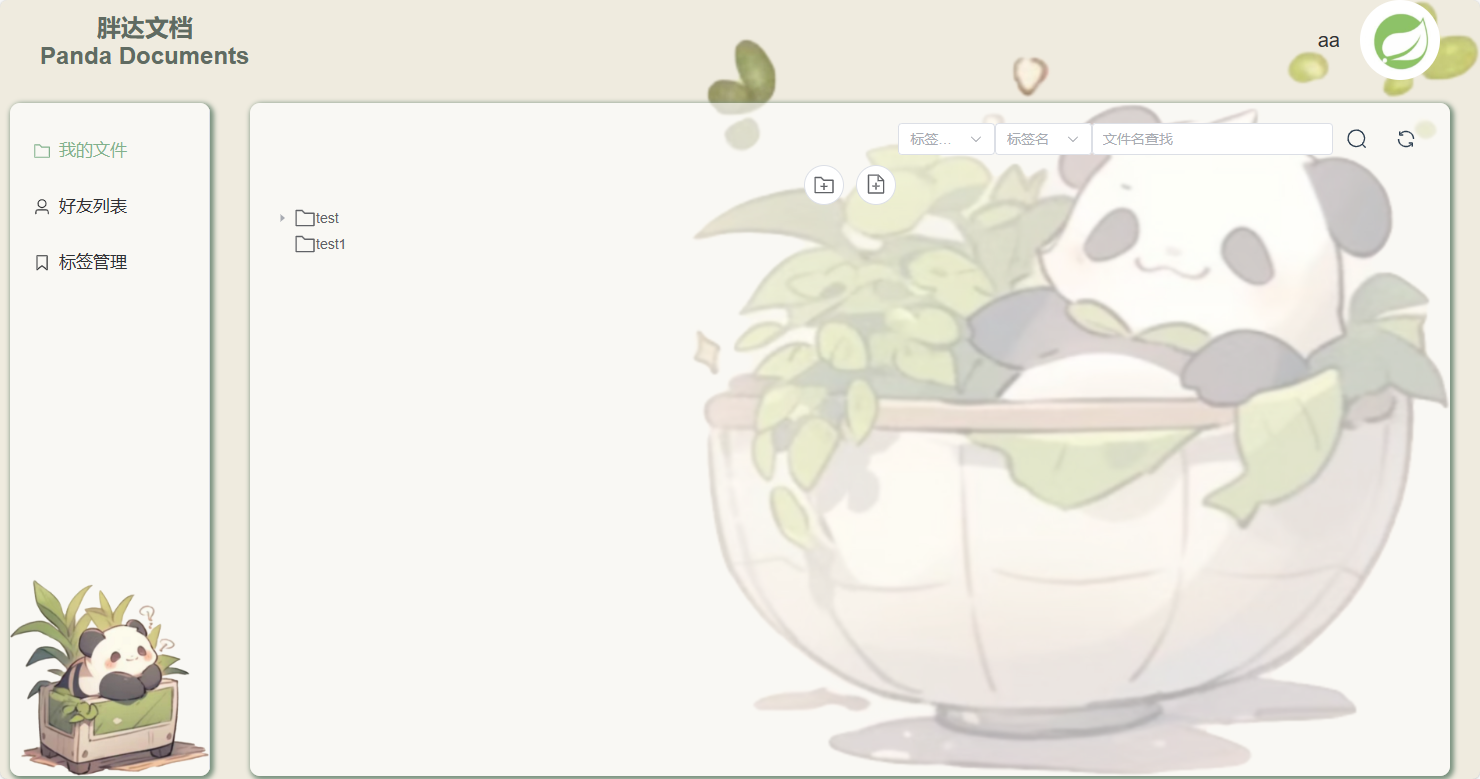 胖达文档
Panda Documents
aa
我的文件
好友列表
标签管理
标签...
标签名
文件名查找
test
test1